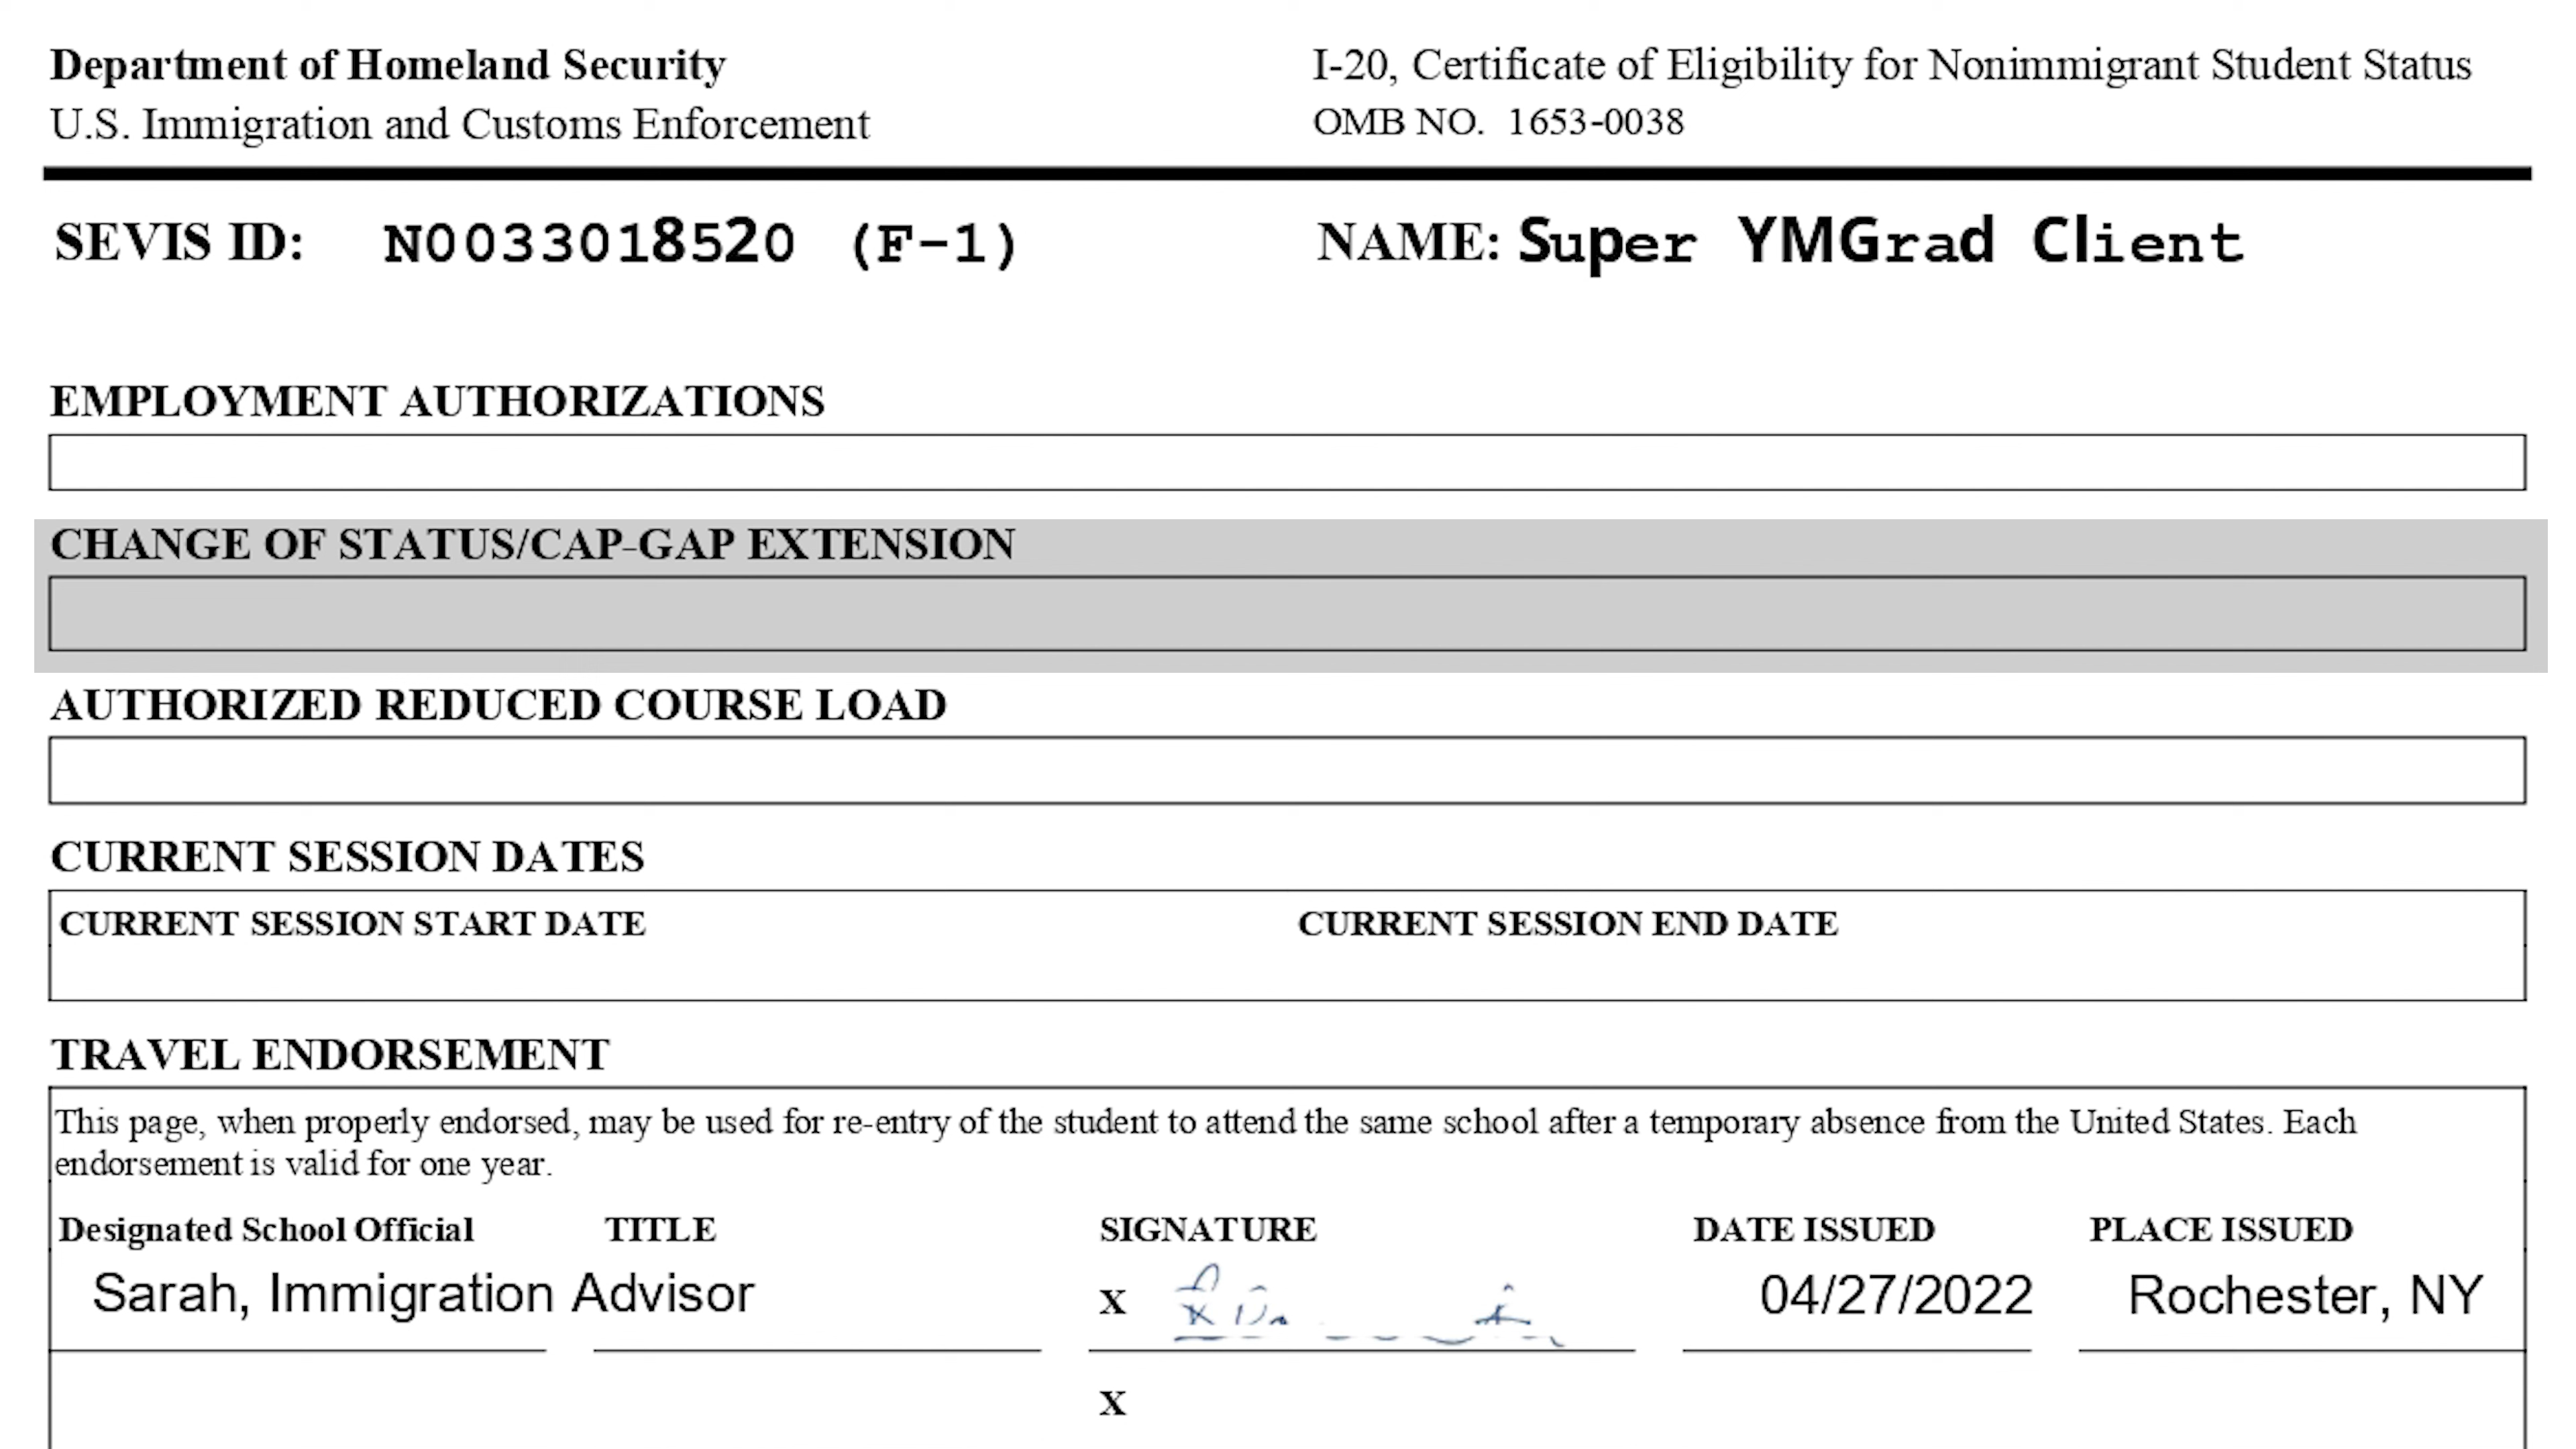 Department of Homeland Security
U.S. Immigration and Customs Enforcement
I-20, Certificate of Eligibility for Nonimmigrant Student Status
OMB NO. 1653-0038
SEVIS ID: N0033018520 (F-1)
NAME: Super YMGrad Client
EMPLOYMENT AUTHORIZATIONS
CHANGE OF STATUS/CAP-GAP EXTENSION
AUTHORIZED REDUCED COURSE LOAD
CURRENT SESSION DATES
CURRENT SESSION START DATE CURRENT SESSION END DATE
TRAVEL ENDORSEMENT
This page, when properly endorsed, may be used for re-entry of the student to attend the same school after a temporary absence from the United States. Each
endorsement is valid for one year.
Designated School Official TITLE SIGNATURE DATE ISSUED PLACE ISSUED
Sarah, Immigration Advisor X 04/27/2022 Rochester, NY
X